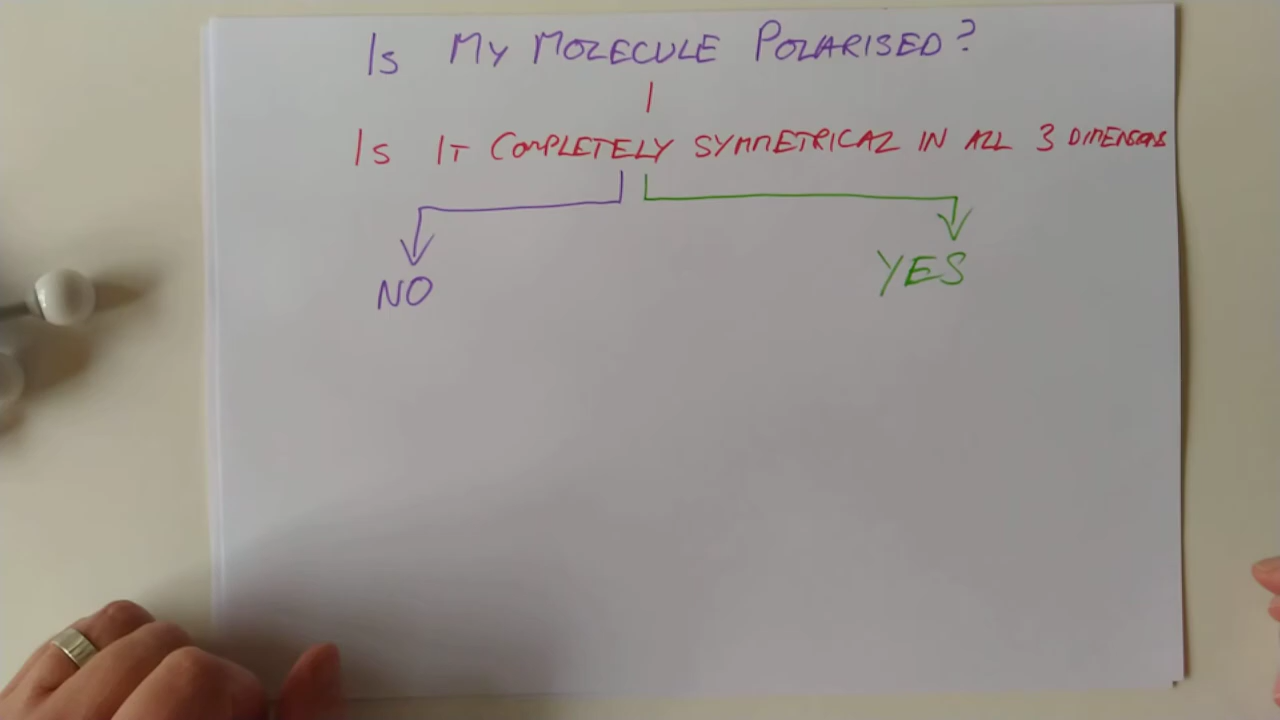 Is My Molecule Polarised?
Is It Completely symmetrical in all 3 dimensions
NO
YES